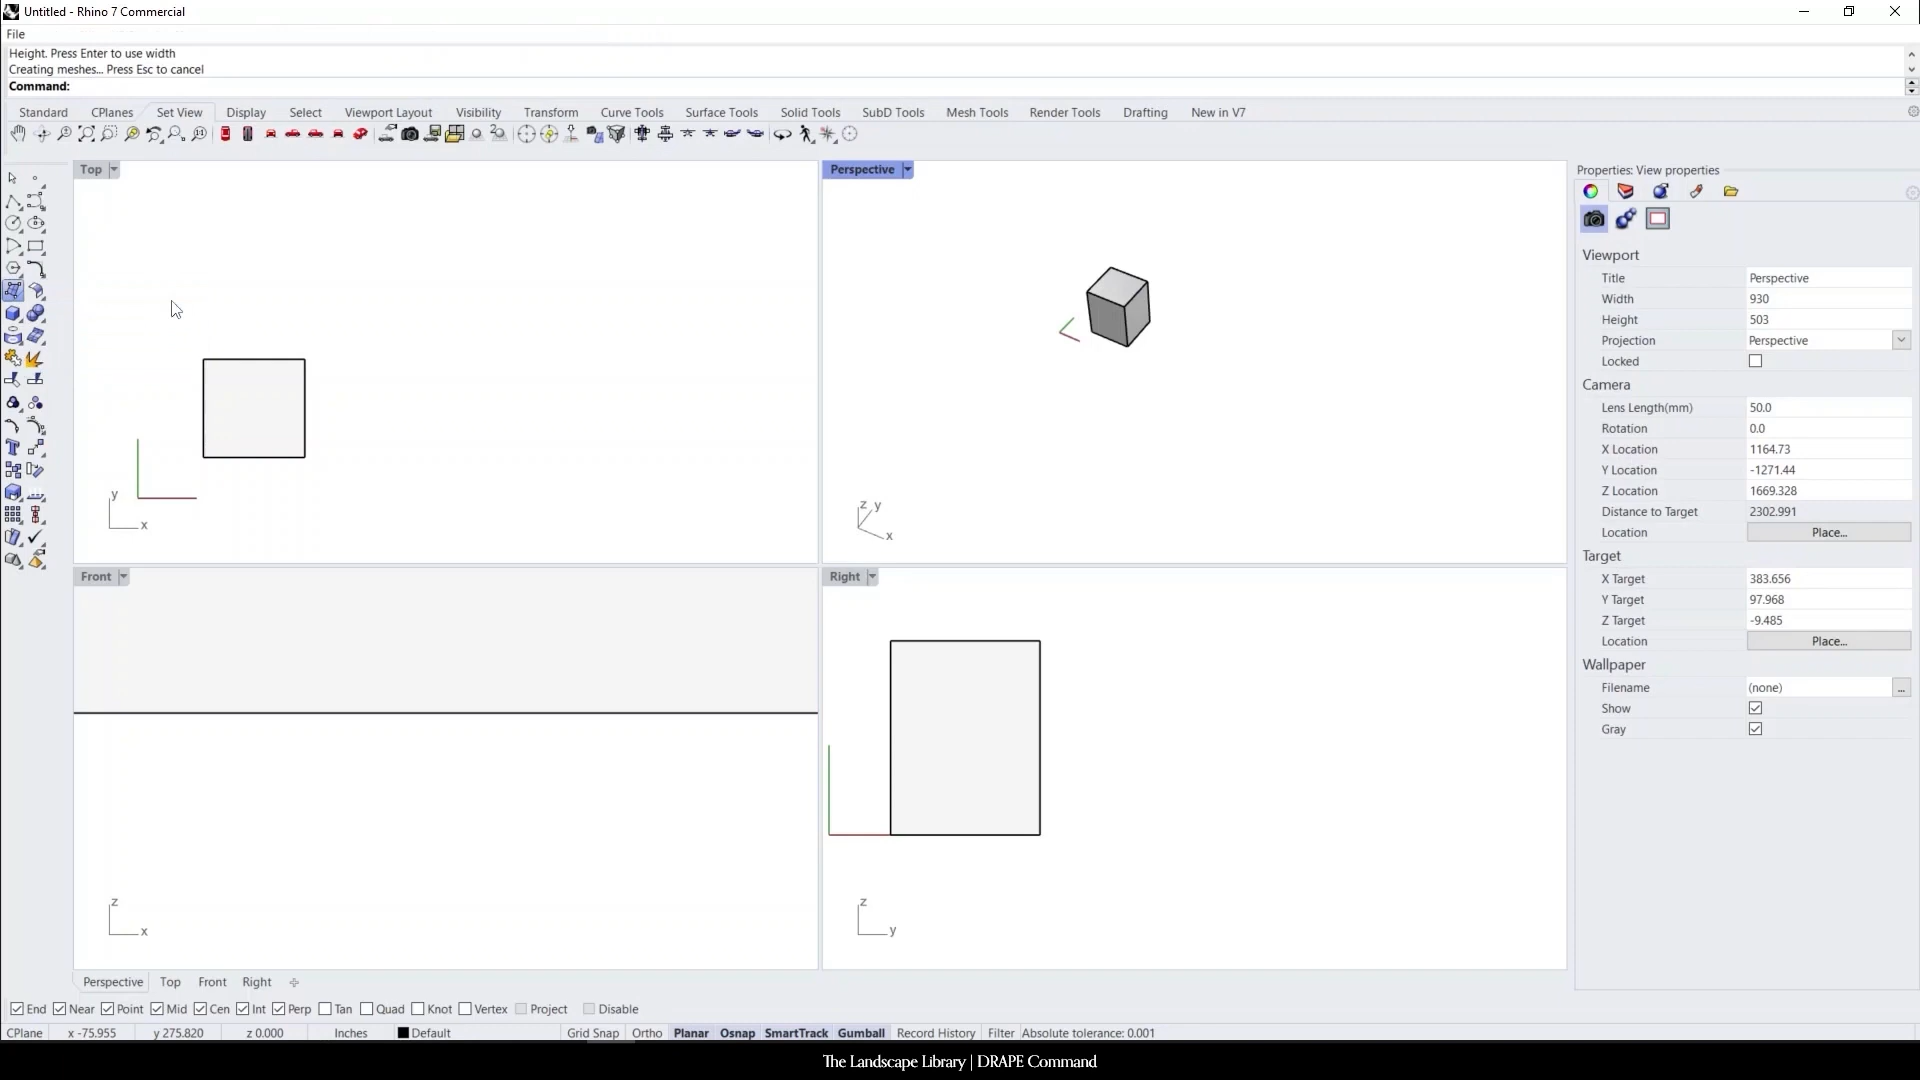 Untitled - Rhino 7 Commercial
File
Height. Press Enter to use width
Creating meshes... Press Esc to cancel
Command:
Standard CPlanes Set View Display Select Viewport Layout Visibility Transform Curve Tools Surface Tools Solid Tools SubD Tools Mesh Tools Render Tools Drafting New in V7
Top
y
x
Perspective
z y
x
Front
z
x
Right
z
y
Properties: View properties
Viewport
Title Perspective
Width 930
Height 503
Projection Perspective
Locked
Camera
Lens Length(mm) 50.0
Rotation 0.0
X Location 1164.73
Y Location -1271.44
Z Location 1669.328
Distance to Target 2302.991
Location Place...
Target
X Target 383.656
Y Target 97.968
Z Target -9.485
Location Place...
Wallpaper
Filename (none) ...
Show
Gray
Perspective Top Front Right
End Near Point Mid Cen Int Perp Tan Quad Knot Vertex Project Disable
CPlane x -75.955 y 275.820 z 0.000 Inches Default Grid Snap Ortho Planar Osnap SmartTrack Gumball Record History Filter Absolute tolerance: 0.001
The Landscape Library | DRAPE Command